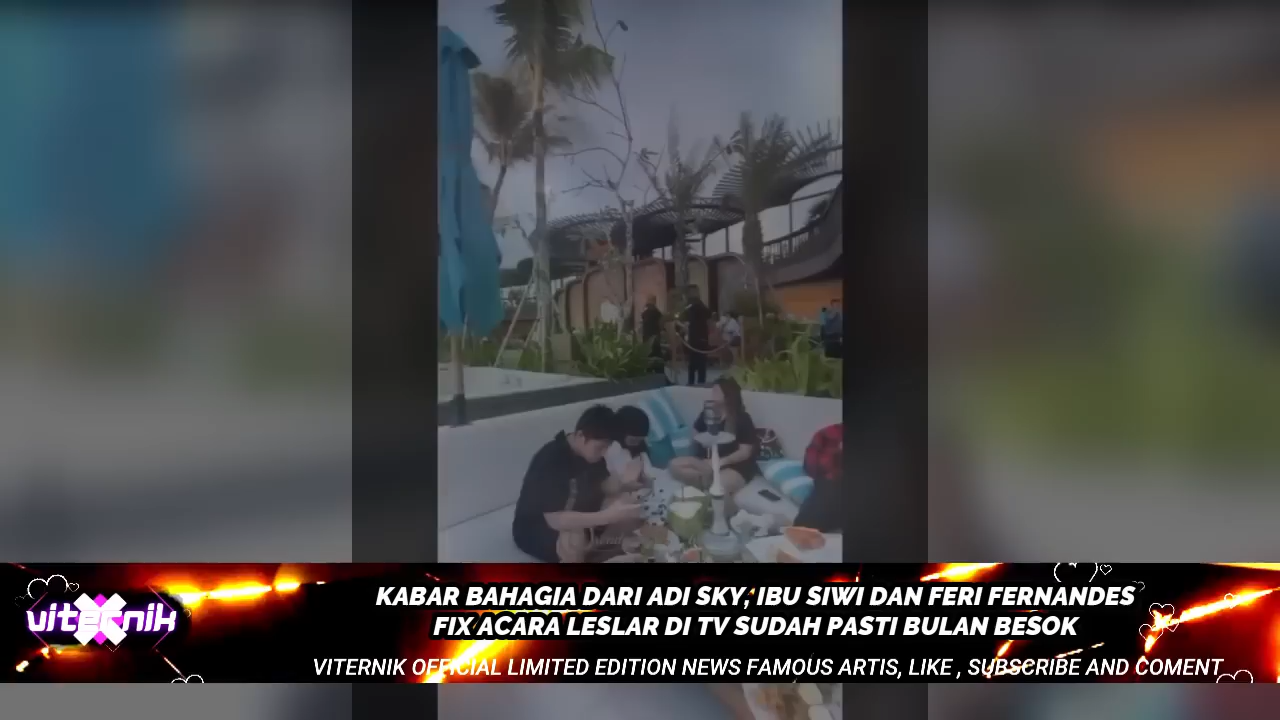 viternik
KABAR BAHAGIA DARI ADI SKY, IBU SIWI DAN FERI FERNANDES
FIX ACARA LESLAR DI TV SUDAH PASTI BULAN BESOK
VITERNIK OFFICIAL LIMITED EDITION NEWS FAMOUS ARTIS, LIKE , SUBSCRIBE AND COMENT